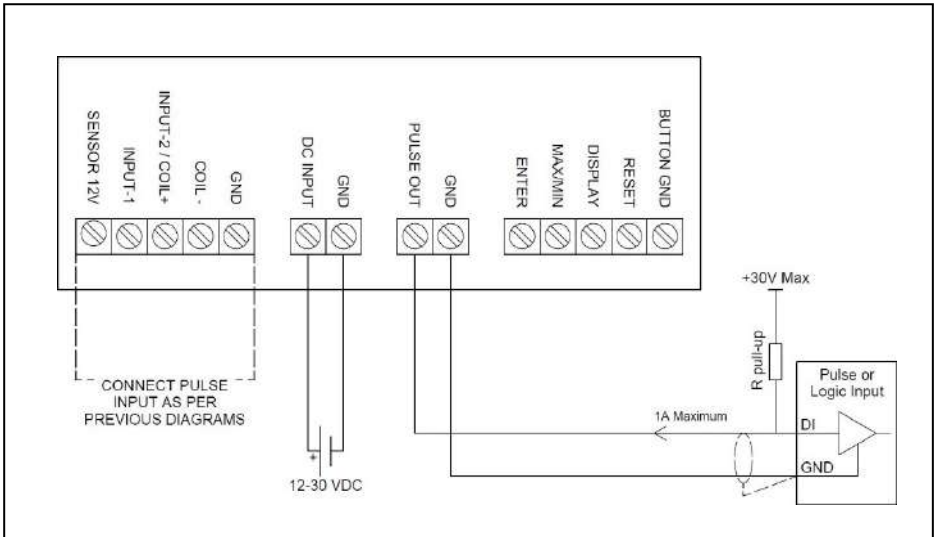 SENSOR 12V
INPUT-1
INPUT-2 / COIL+
COIL -
GND
DC INPUT
GND
PULSE OUT
GND
ENTER
MAX/MIN
DISPLAY
RESET
BUTTON GND
+30V Max
R pull-up
CONNECT PULSE
INPUT AS PER
PREVIOUS DIAGRAMS
Pulse or
Logic Input
1A Maximum
DI
GND
+
12-30 VDC